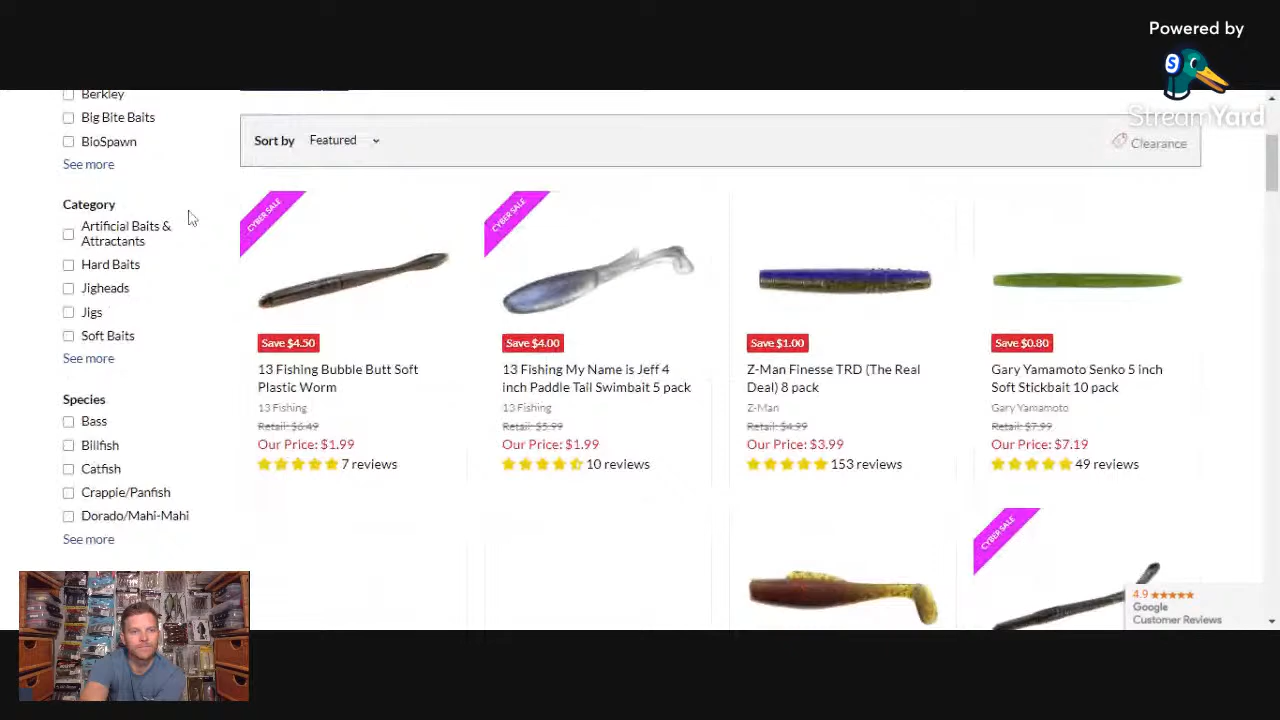 Powered by
S
StreamYard
Berkley
Big Bite Baits
BioSpawn
See more
Category
Artificial Baits &
Attractants
Hard Baits
Jigheads
Jigs
Soft Baits
See more
Species
Bass
Billfish
Catfish
Crappie/Panfish
Dorado/Mahi-Mahi
See more
Sort by Featured
Clearance
CYBER SALE
Save $4.50
13 Fishing Bubble Butt Soft
Plastic Worm
13 Fishing
Retail: $6.49
Our Price: $1.99
7 reviews
CYBER SALE
Save $4.00
13 Fishing My Name is Jeff 4
inch Paddle Tail Swimbait 5 pack
13 Fishing
Retail: $5.99
Our Price: $1.99
10 reviews
Save $1.00
Z-Man Finesse TRD (The Real
Deal) 8 pack
Z-Man
Retail: $4.99
Our Price: $3.99
153 reviews
Save $0.80
Gary Yamamoto Senko 5 inch
Soft Stickbait 10 pack
Gary Yamamoto
Retail: $7.99
Our Price: $7.19
49 reviews
CYBER SALE
4.9
Google
Customer Reviews